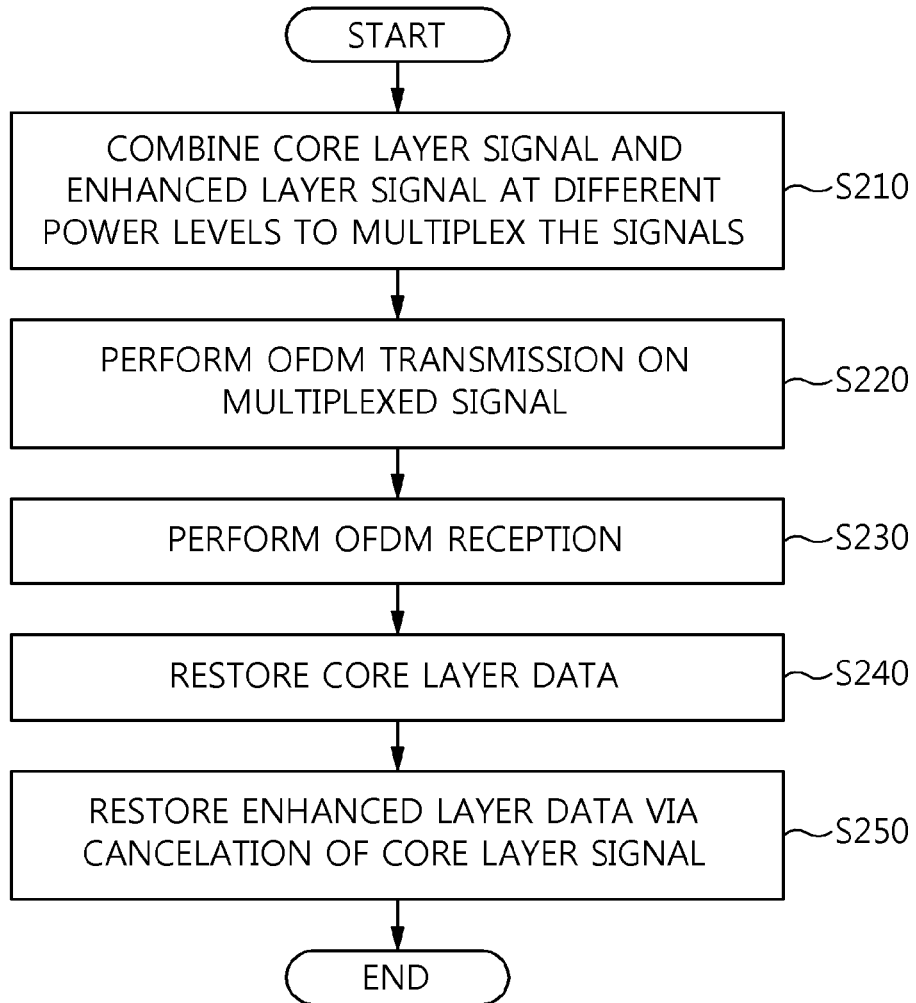 START
COMBINE CORE LAYER SIGNAL AND
ENHANCED LAYER SIGNAL AT DIFFERENT
POWER LEVELS TO MULTIPLEX THE SIGNALS
S210
PERFORM OFDM TRANSMISSION ON
MULTIPLEXED SIGNAL
S220
PERFORM OFDM RECEPTION
S230
RESTORE CORE LAYER DATA
S240
RESTORE ENHANCED LAYER DATA VIA
CANCELATION OF CORE LAYER SIGNAL
S250
END